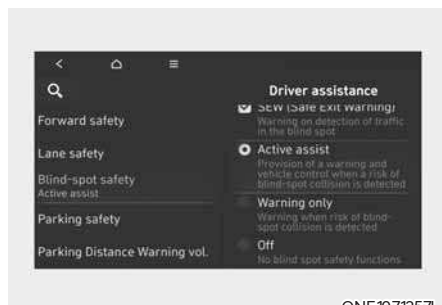 Driver assistance
Forward safety
Lane safety
Blind-spot safety
Active assist
Parking safety
Parking Distance Warning vol.
SEW (Safe Exit Warning)
Warning on detection of traffic
in the blind spot
Active assist
Provision of a warning and
vehicle control when a risk of
blind-spot collision is detected
Warning only
Warning when risk of blind-
spot collision is detected
Off
No blind spot safety functions